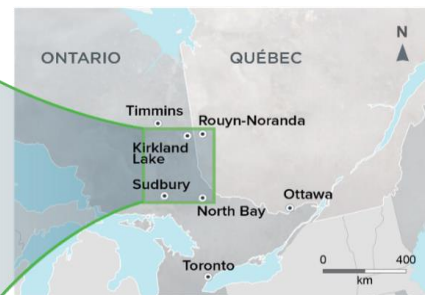 ONTARIO
QUÉBEC
N
Timmins
Rouyn-Noranda
Kirkland
Lake
Sudbury
North Bay
Ottawa
Toronto
0 400
km